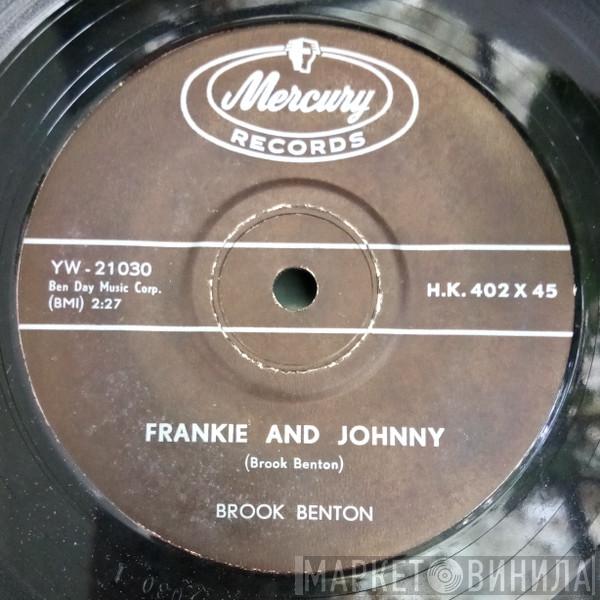 Mercury
RECORDS
YW - 21030
Ben Day Music Corp.
(BMI) 2:27
H.K. 402 X 45
FRANKIE AND JOHNNY
(Brook Benton)
BROOK BENTON
МАРКЕТ ВИНИЛА